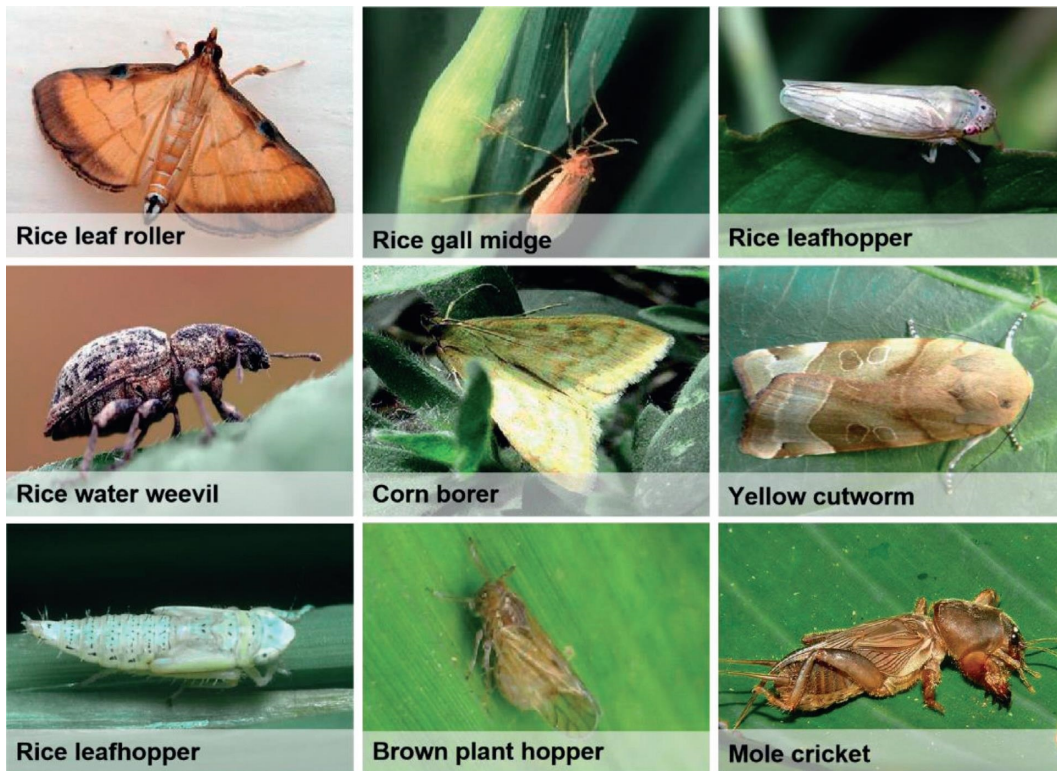 Rice leaf roller
Rice gall midge
Rice leafhopper
Rice water weevil
Corn borer
Yellow cutworm
Rice leafhopper
Brown plant hopper
Mole cricket